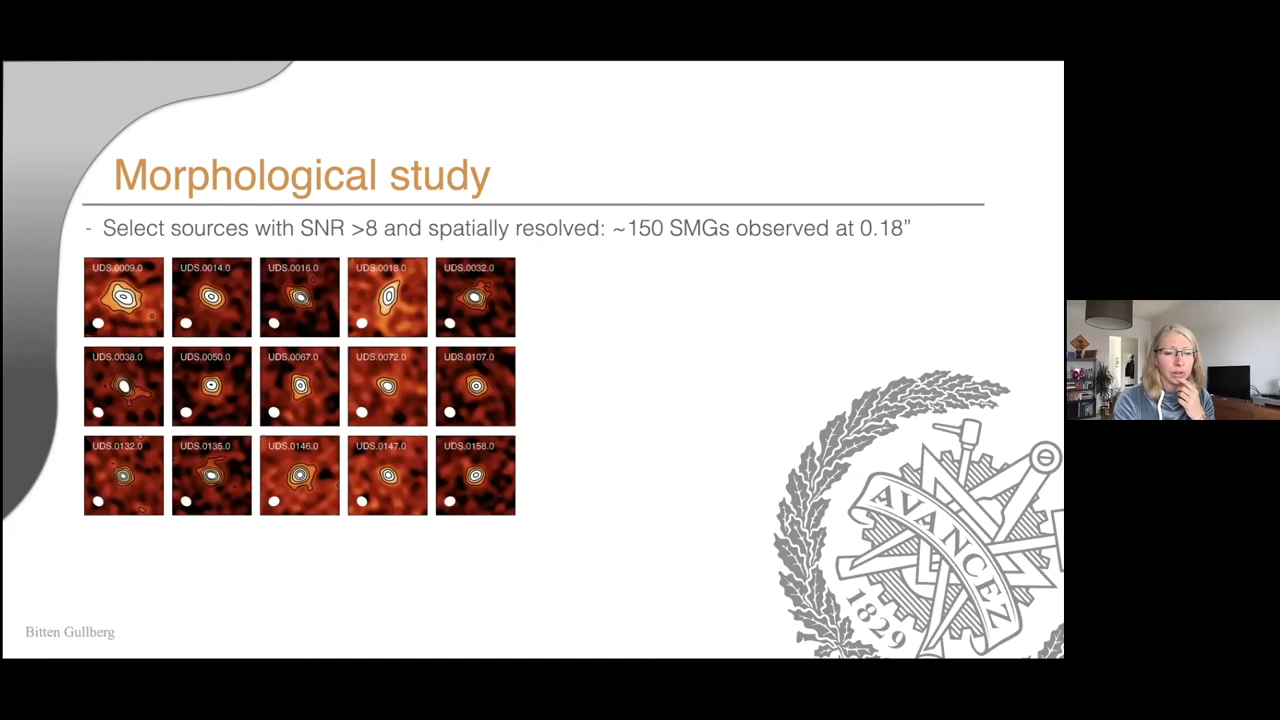 Morphological study
- Select sources with SNR >8 and spatially resolved: ~150 SMGs observed at 0.18”
UDS.0009.0 UDS.0014.0 UDS.0016.0 UDS.0018.0 UDS.0032.0
UDS.0038.0 UDS.0050.0 UDS.0067.0 UDS.0072.0 UDS.0107.0
UDS.0132.0 UDS.0135.0 UDS.0146.0 UDS.0147.0 UDS.0158.0
AVANCEZ
1829
Bitten Gullberg